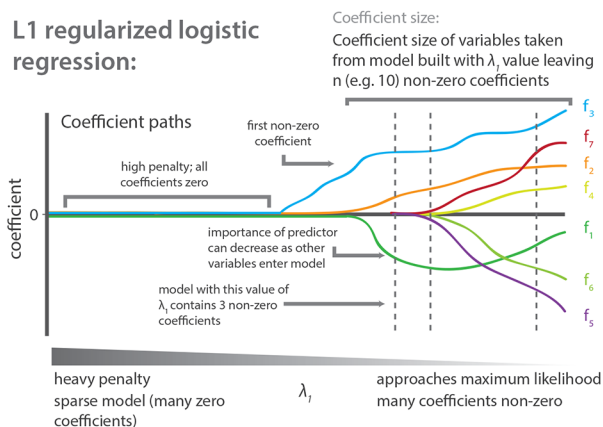 L1 regularized logistic
regression:
Coefficient size:
Coefficient size of variables taken
from model built with λ1 value leaving
n (e.g. 10) non-zero coefficients
Coefficient paths
first non-zero
coefficient
high penalty; all
coefficients zero
coefficient
0
f3
f7
f2
f4
f1
f6
f5
importance of predictor
can decrease as other
variables enter model
model with this value of
λ1 contains 3 non-zero
coefficients
heavy penalty
sparse model (many zero
coefficients)
λ1
approaches maximum likelihood
many coefficients non-zero